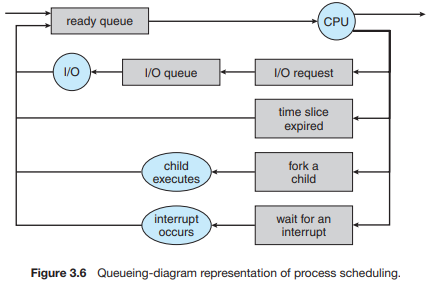 ready queue
CPU
I/O
I/O queue
I/O request
time slice
expired
child
executes
fork a
child
interrupt
occurs
wait for an
interrupt
Figure 3.6 Queueing-diagram representation of process scheduling.